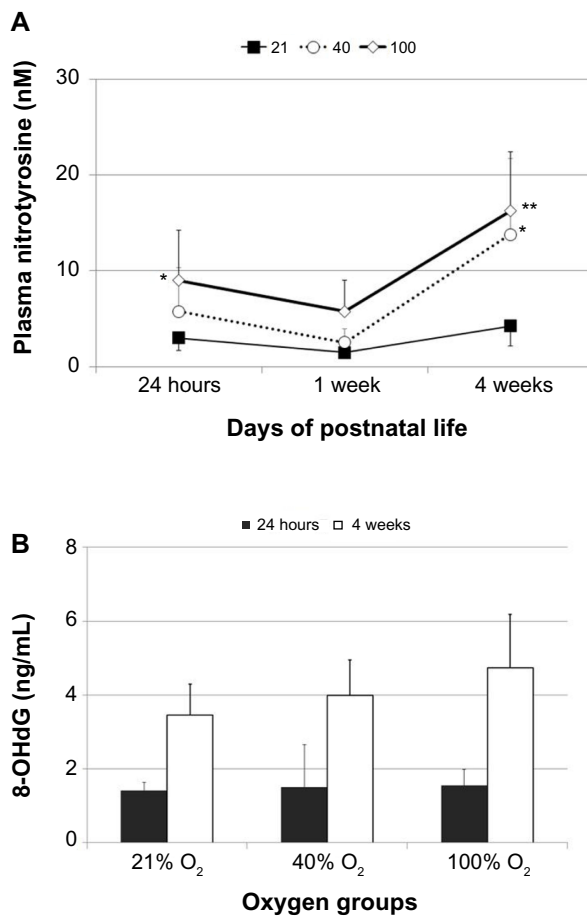 A
21 40 100
Plasma nitrotyrosine (nM)
30
20
10
0
*
**
*
24 hours 1 week 4 weeks
Days of postnatal life
B
24 hours 4 weeks
8-OHdG (ng/mL)
8
6
4
2
0
21% O₂ 40% O₂ 100% O₂
Oxygen groups